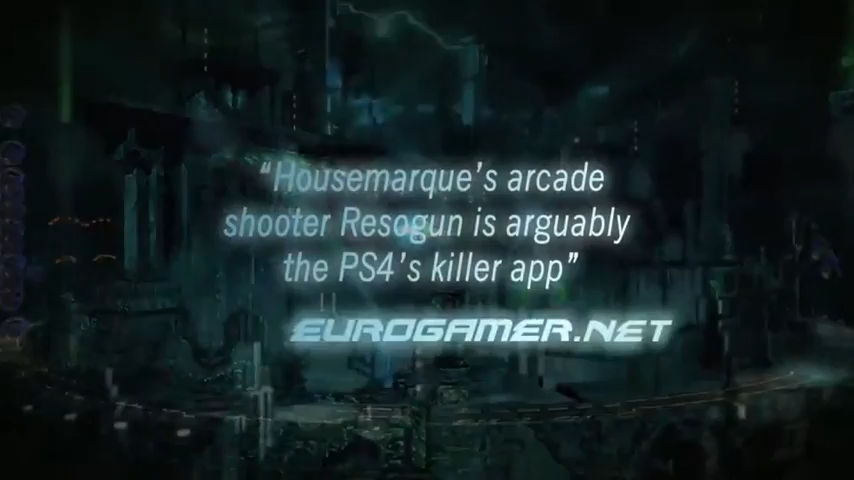 “Housemarque’s arcade
shooter Resogun is arguably
the PS4’s killer app”
EUROGAMER.NET